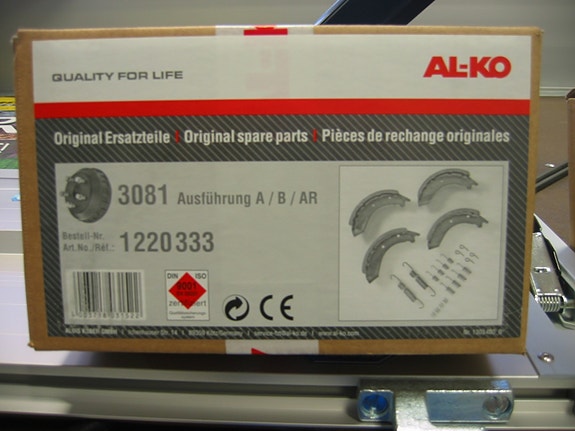 QUALITY FOR LIFE
AL-KO
Original Ersatzteile | Original spare parts | Pièces de rechange originales
3081 Ausführung A / B / AR
Bestell-Nr.
Art.No./Réf.: 1220333
DIN ISO
9001
zertifiziert
CE